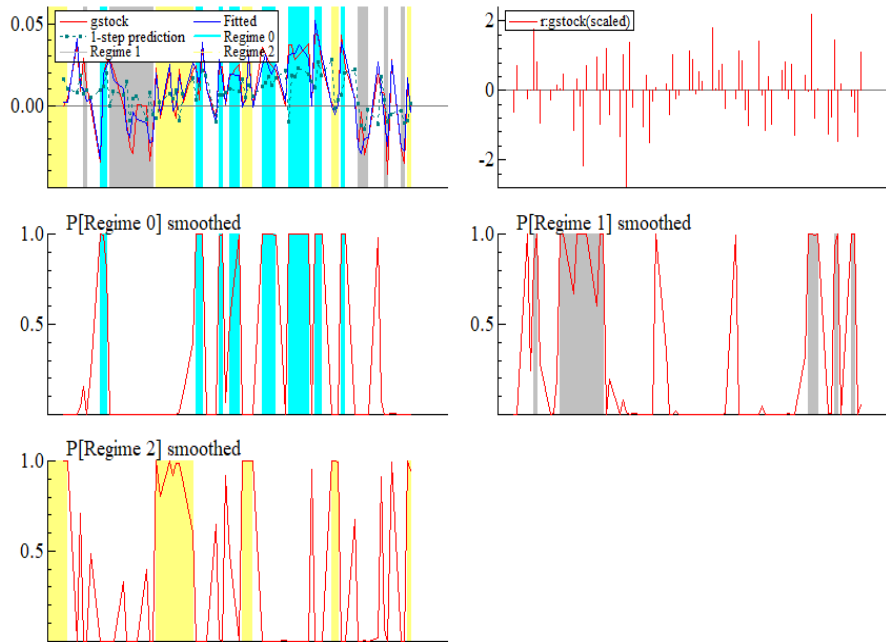 0.05
0.00
gstock Fitted
1-step prediction Regime 0
Regime 1 Regime 2
2
0
-2
r:gstock(scaled)
P[Regime 0] smoothed
1.0
0.5
P[Regime 1] smoothed
1.0
0.5
P[Regime 2] smoothed
1.0
0.5